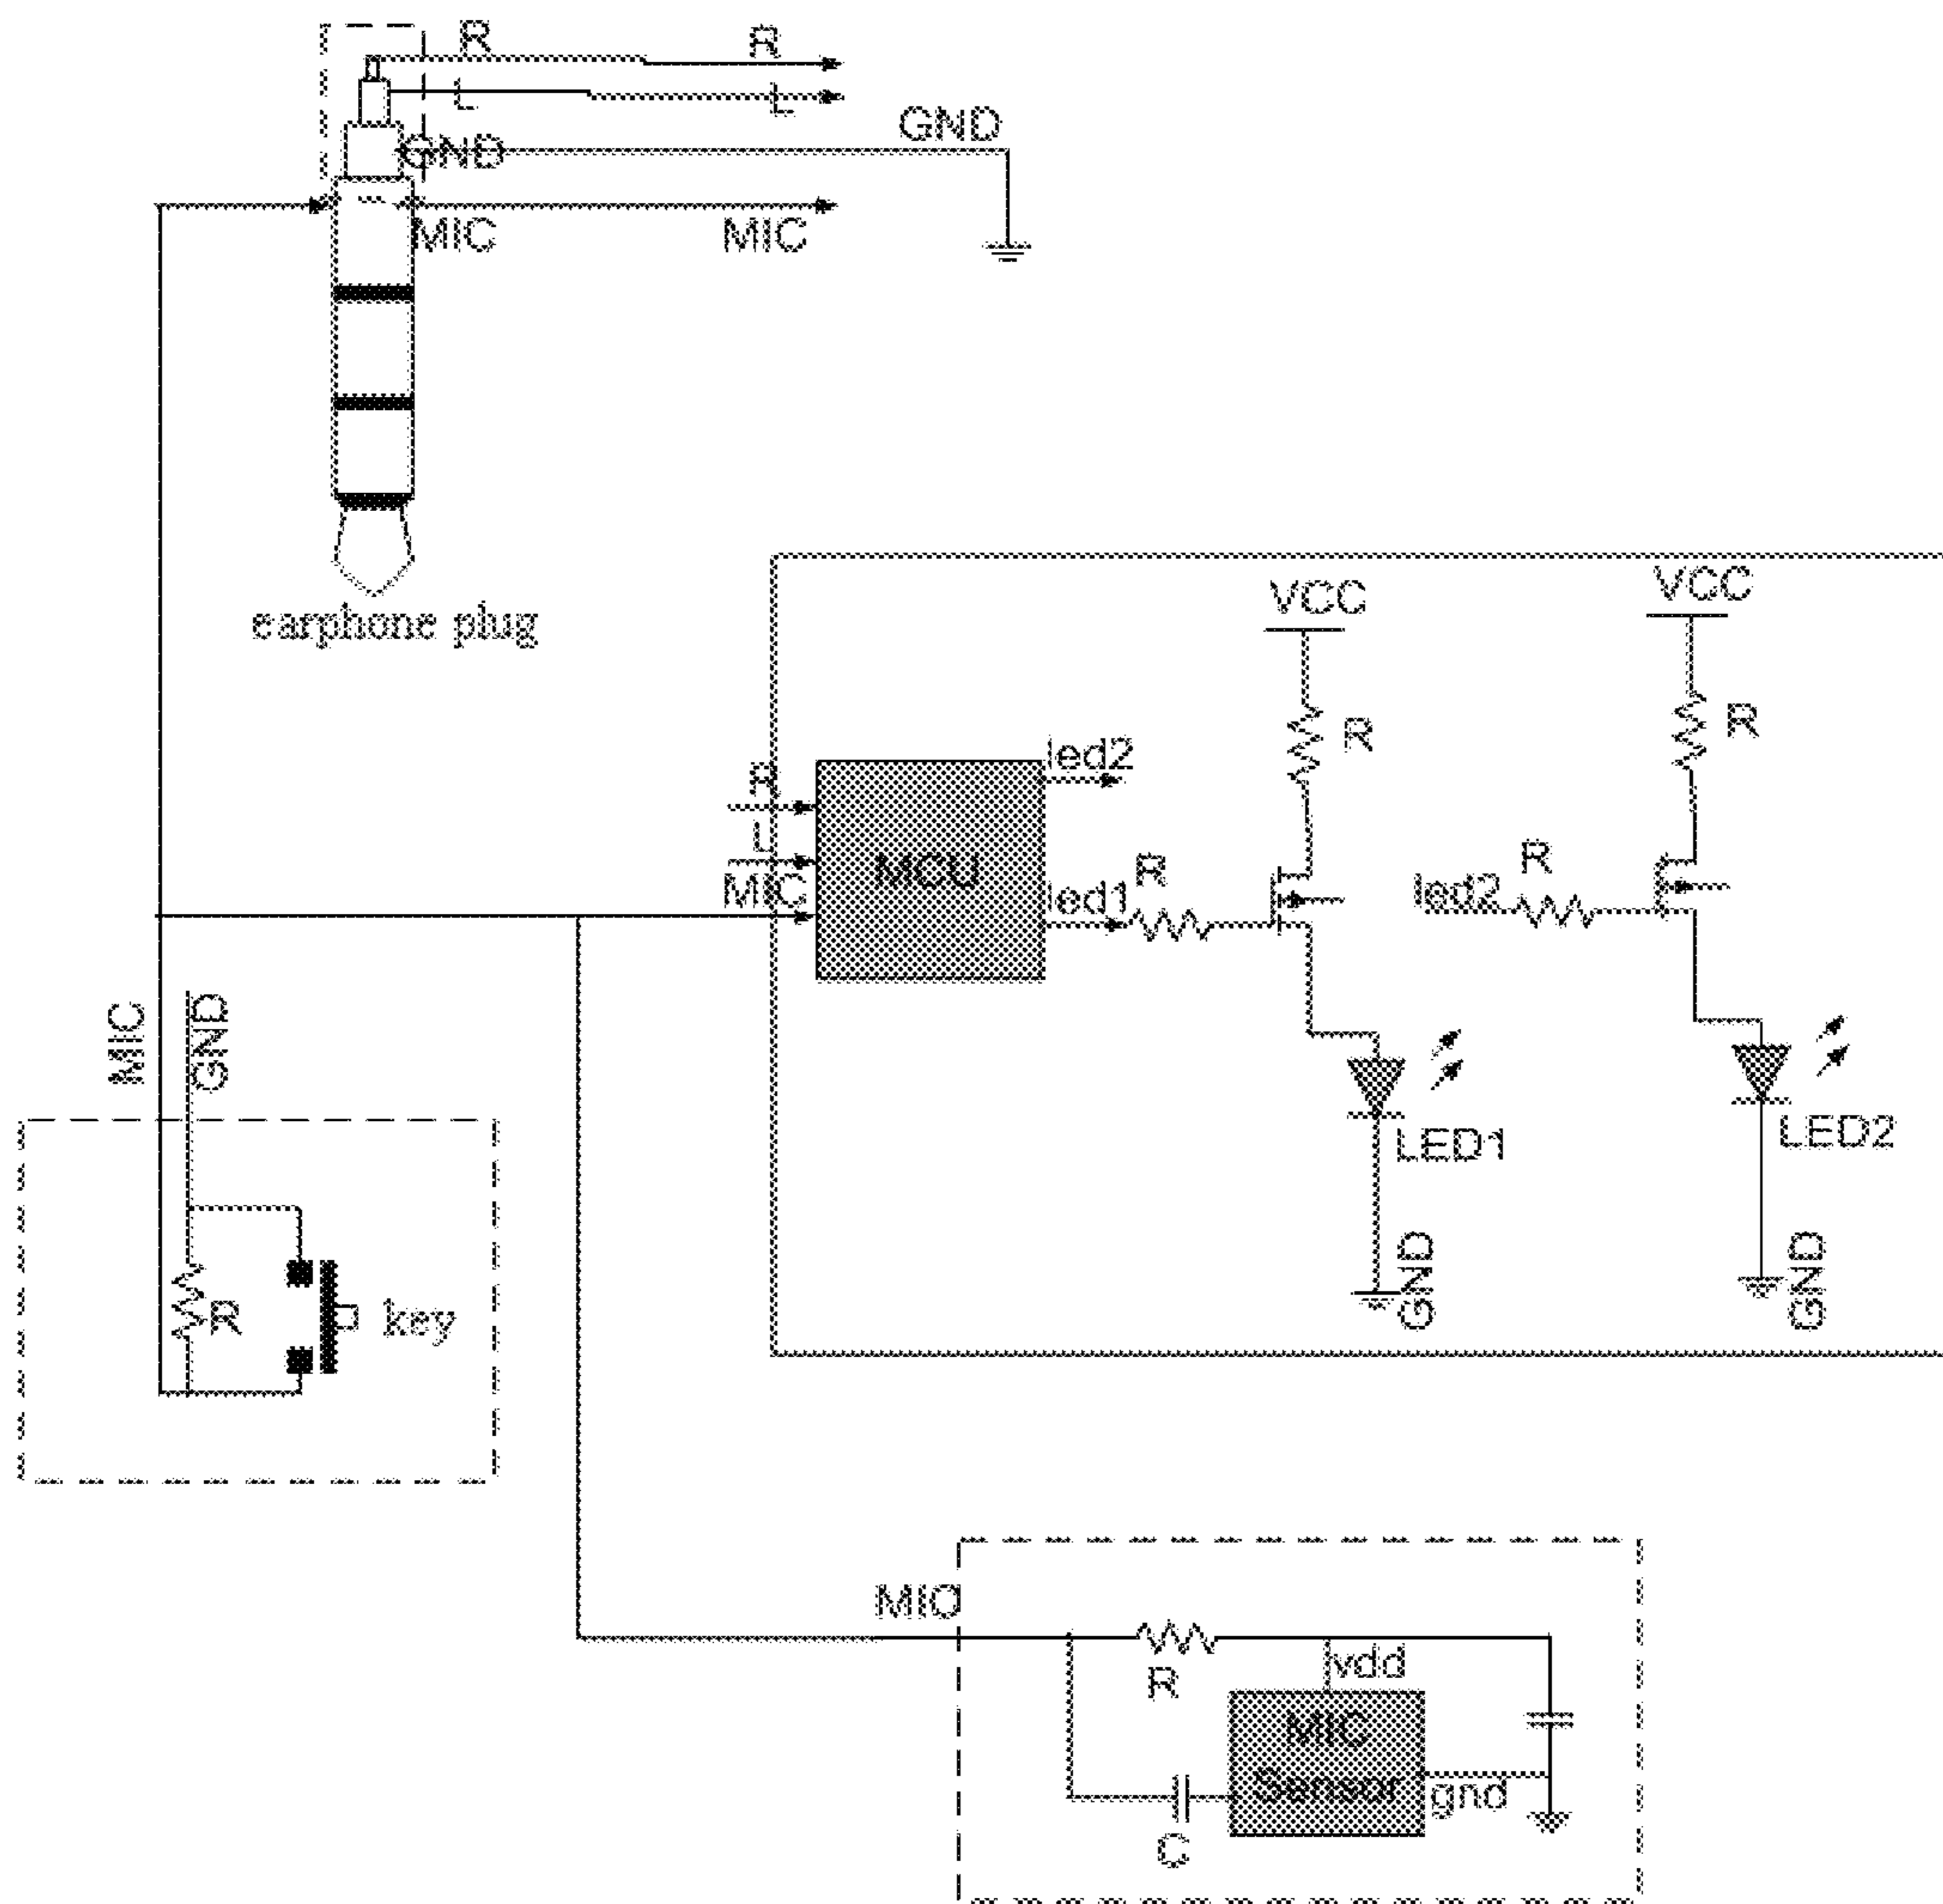 R R
L L
GND GND
MIC MIC
earphone plug
VCC VCC
R R
led2
R
L
MCU
MIC
led1 R
led2 R
MIC GND
LED1 LED2
GND GND
R key
MIC
R vdd
MIC
Sensor
gnd
C